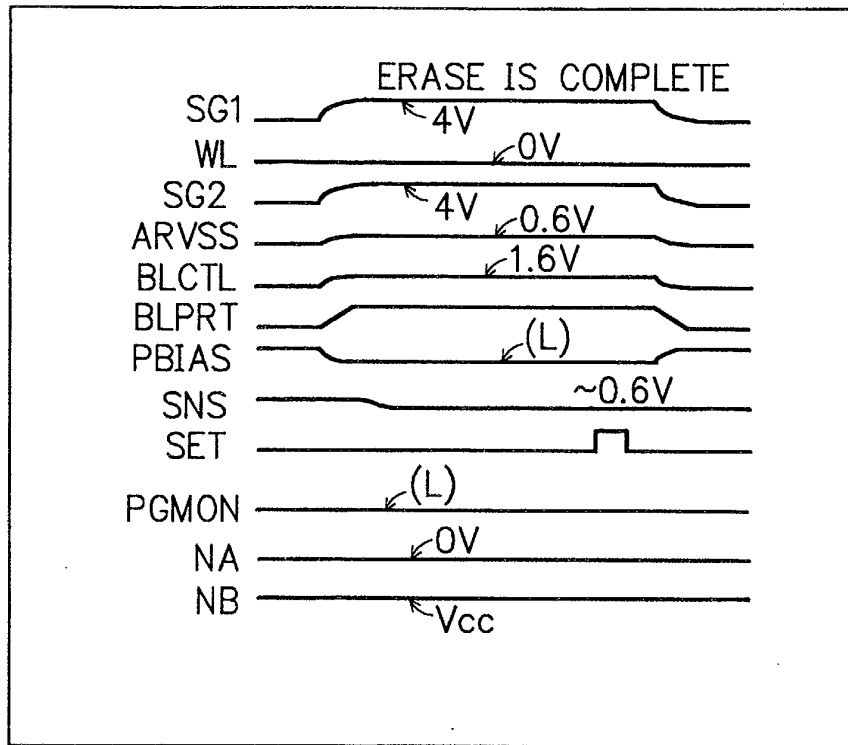 ERASE IS COMPLETE
SG1 4V
WL 0V
SG2 4V
ARVSS 0.6V
BLCTL 1.6V
BLPRT
PBIAS (L)
SNS ~0.6V
SET
PGMON (L)
NA 0V
NB Vcc